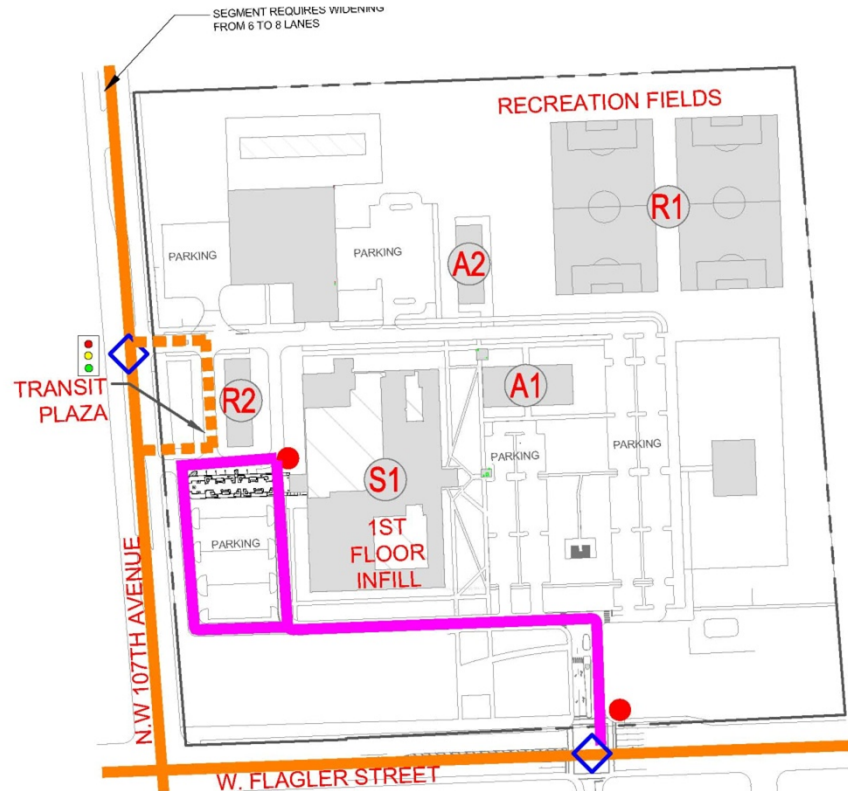 SEGMENT REQUIRES WIDENING
FROM 6 TO 8 LANES
RECREATION FIELDS
R1
PARKING
PARKING
A2
TRANSIT
PLAZA
R2
A1
PARKING
PARKING
S1
1ST
FLOOR
INFILL
PARKING
N.W 107TH AVENUE
W. FLAGLER STREET